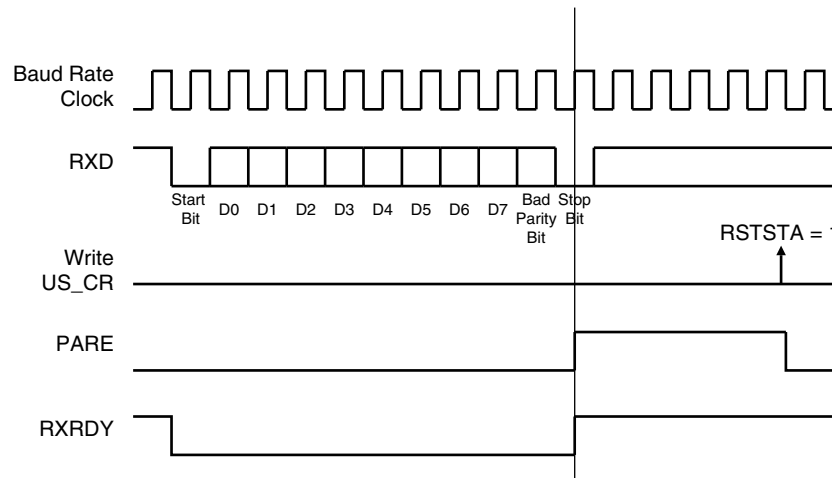 Baud Rate
Clock
RXD
Start
Bit
D0 D1 D2 D3 D4 D5 D6 D7
Bad
Parity
Bit
Stop
Bit
RSTSTA =
Write
US_CR
PARE
RXRDY